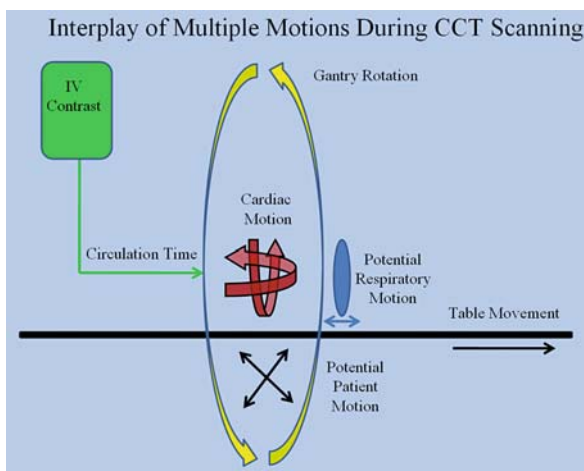 Interplay of Multiple Motions During CCT Scanning
IV
Contrast
Gantry Rotation
Cardiac
Motion
Circulation Time
Potential
Respiratory
Motion
Table Movement
Potential
Patient
Motion